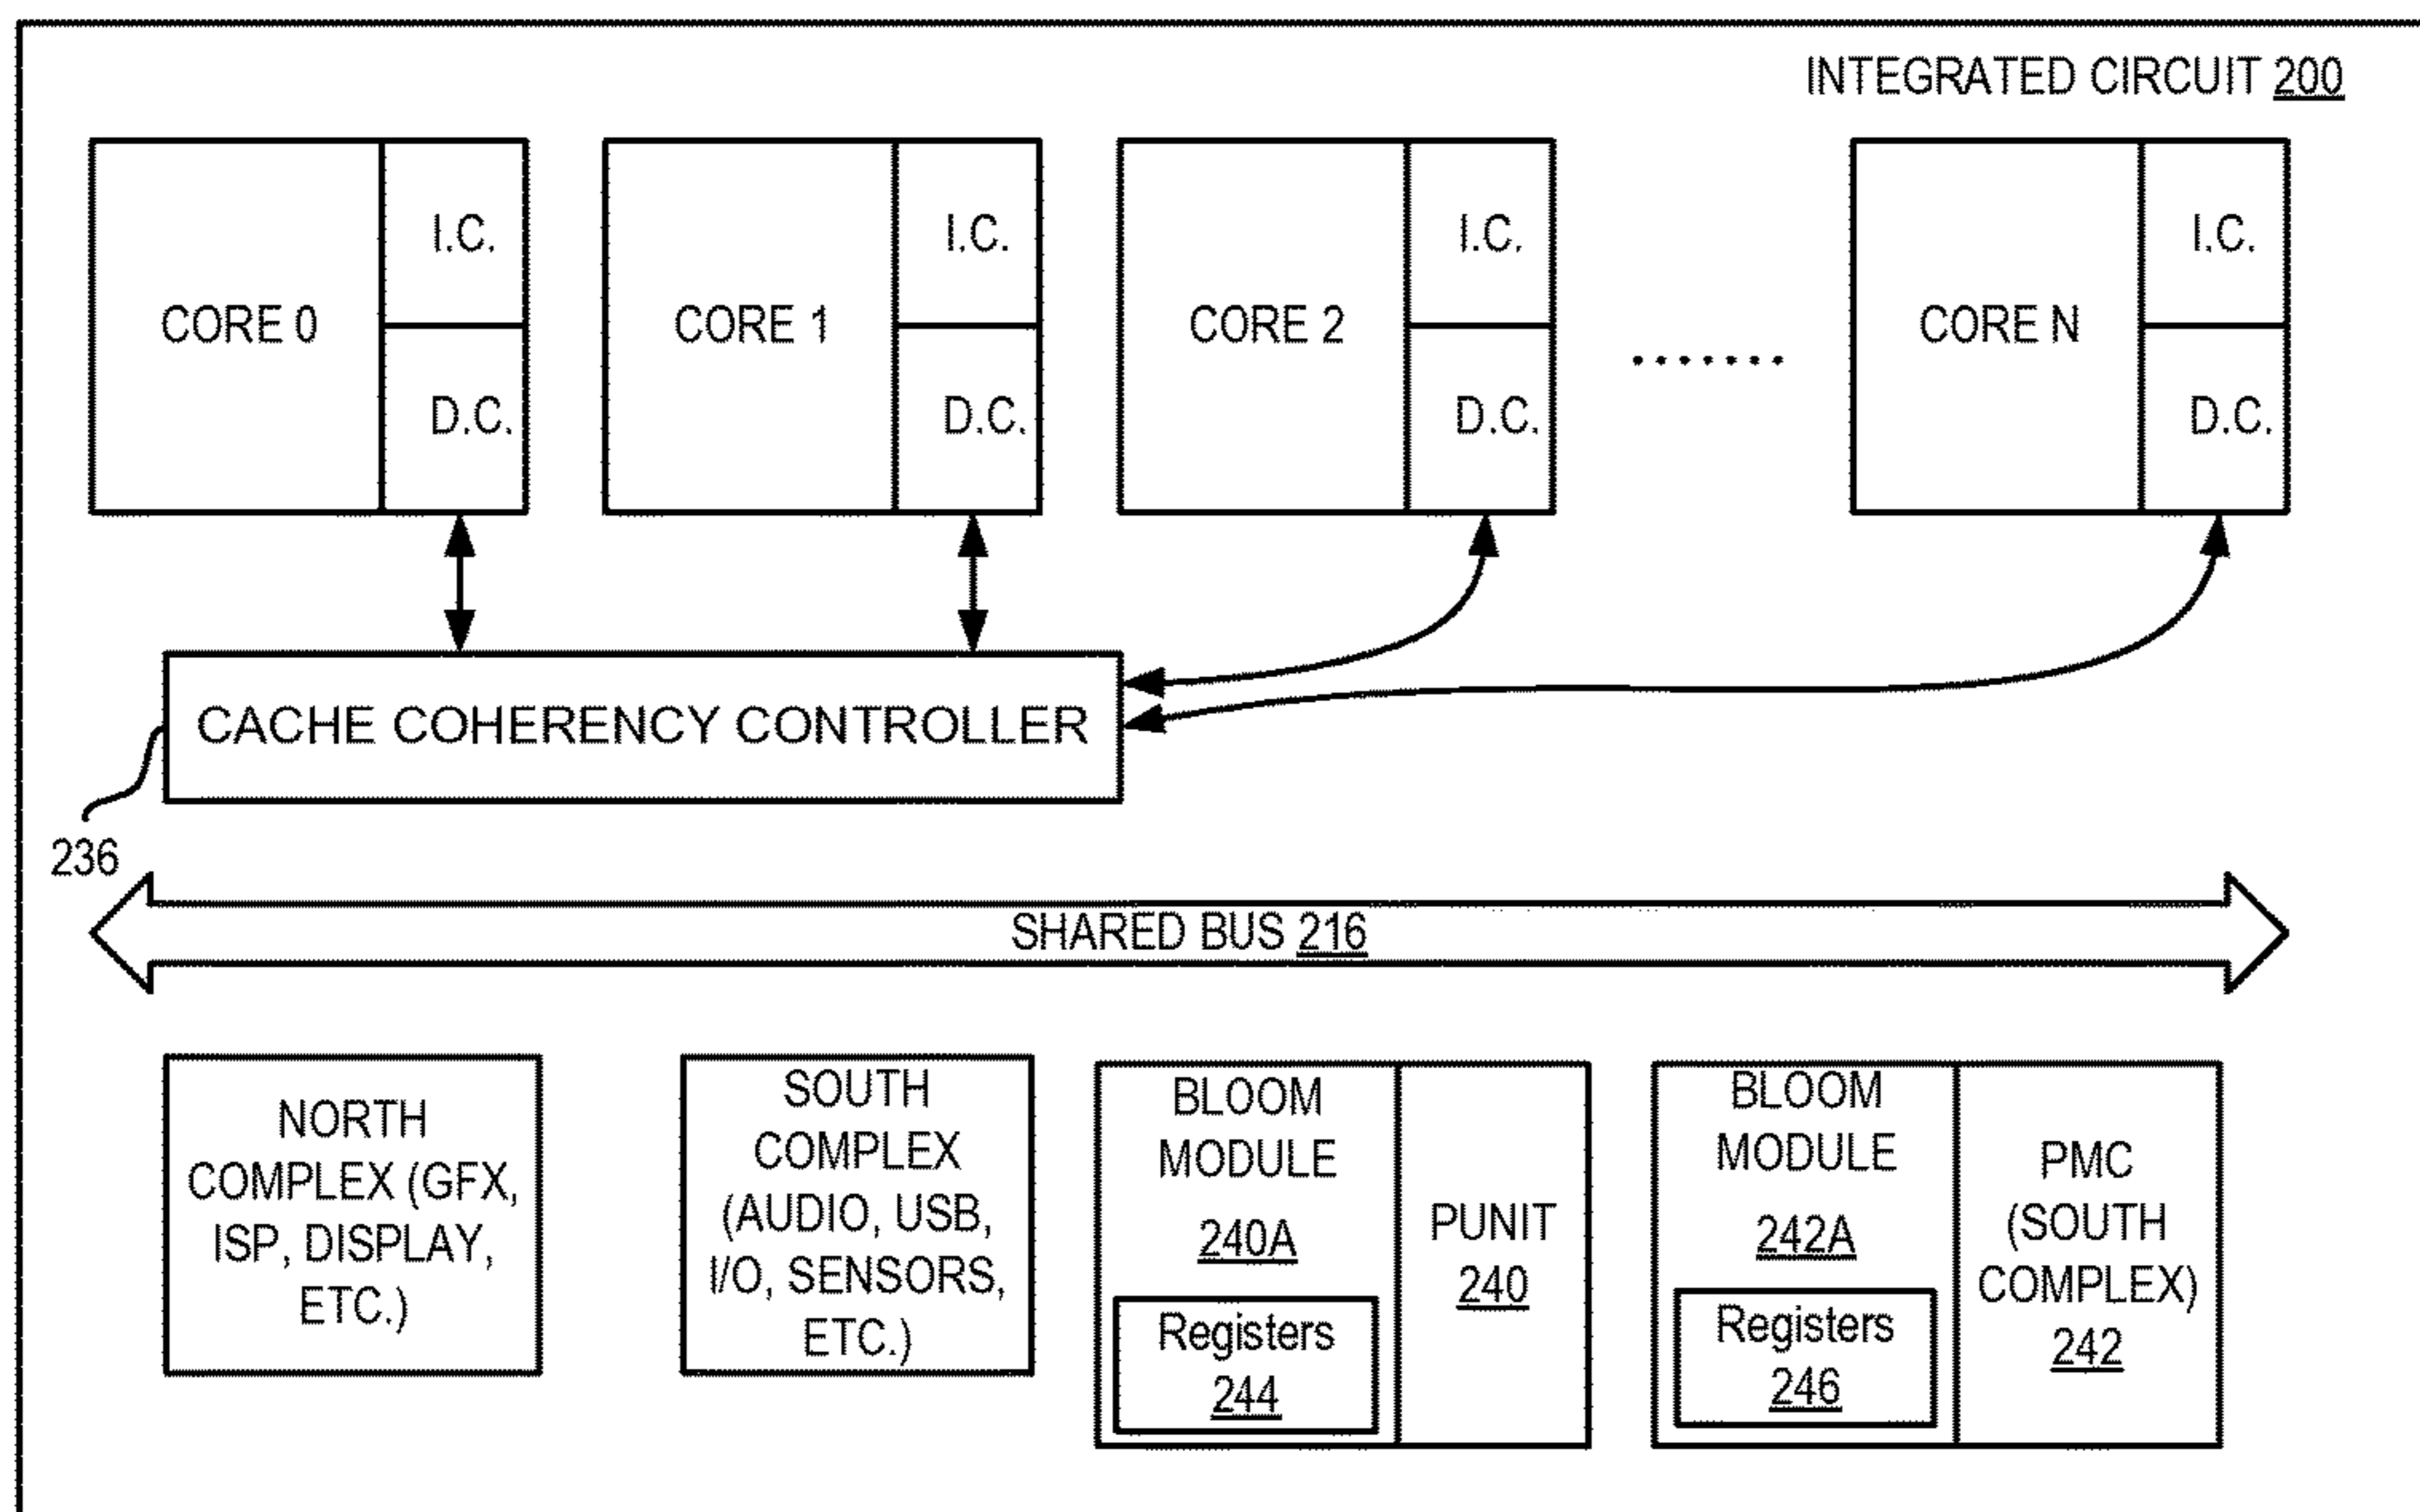 INTEGRATED CIRCUIT 200
CORE 0
I.C.
D.C.
CORE 1
I.C.
D.C.
CORE 2
I.C.
D.C.
.......
CORE N
I.C.
D.C.
CACHE COHERENCY CONTROLLER
236
SHARED BUS 216
NORTH
COMPLEX (GFX,
ISP, DISPLAY,
ETC.)
SOUTH
COMPLEX
(AUDIO, USB,
I/O, SENSORS,
ETC.)
BLOOM
MODULE
240A
Registers
244
PUNIT
240
BLOOM
MODULE
242A
Registers
246
PMC
(SOUTH
COMPLEX)
242